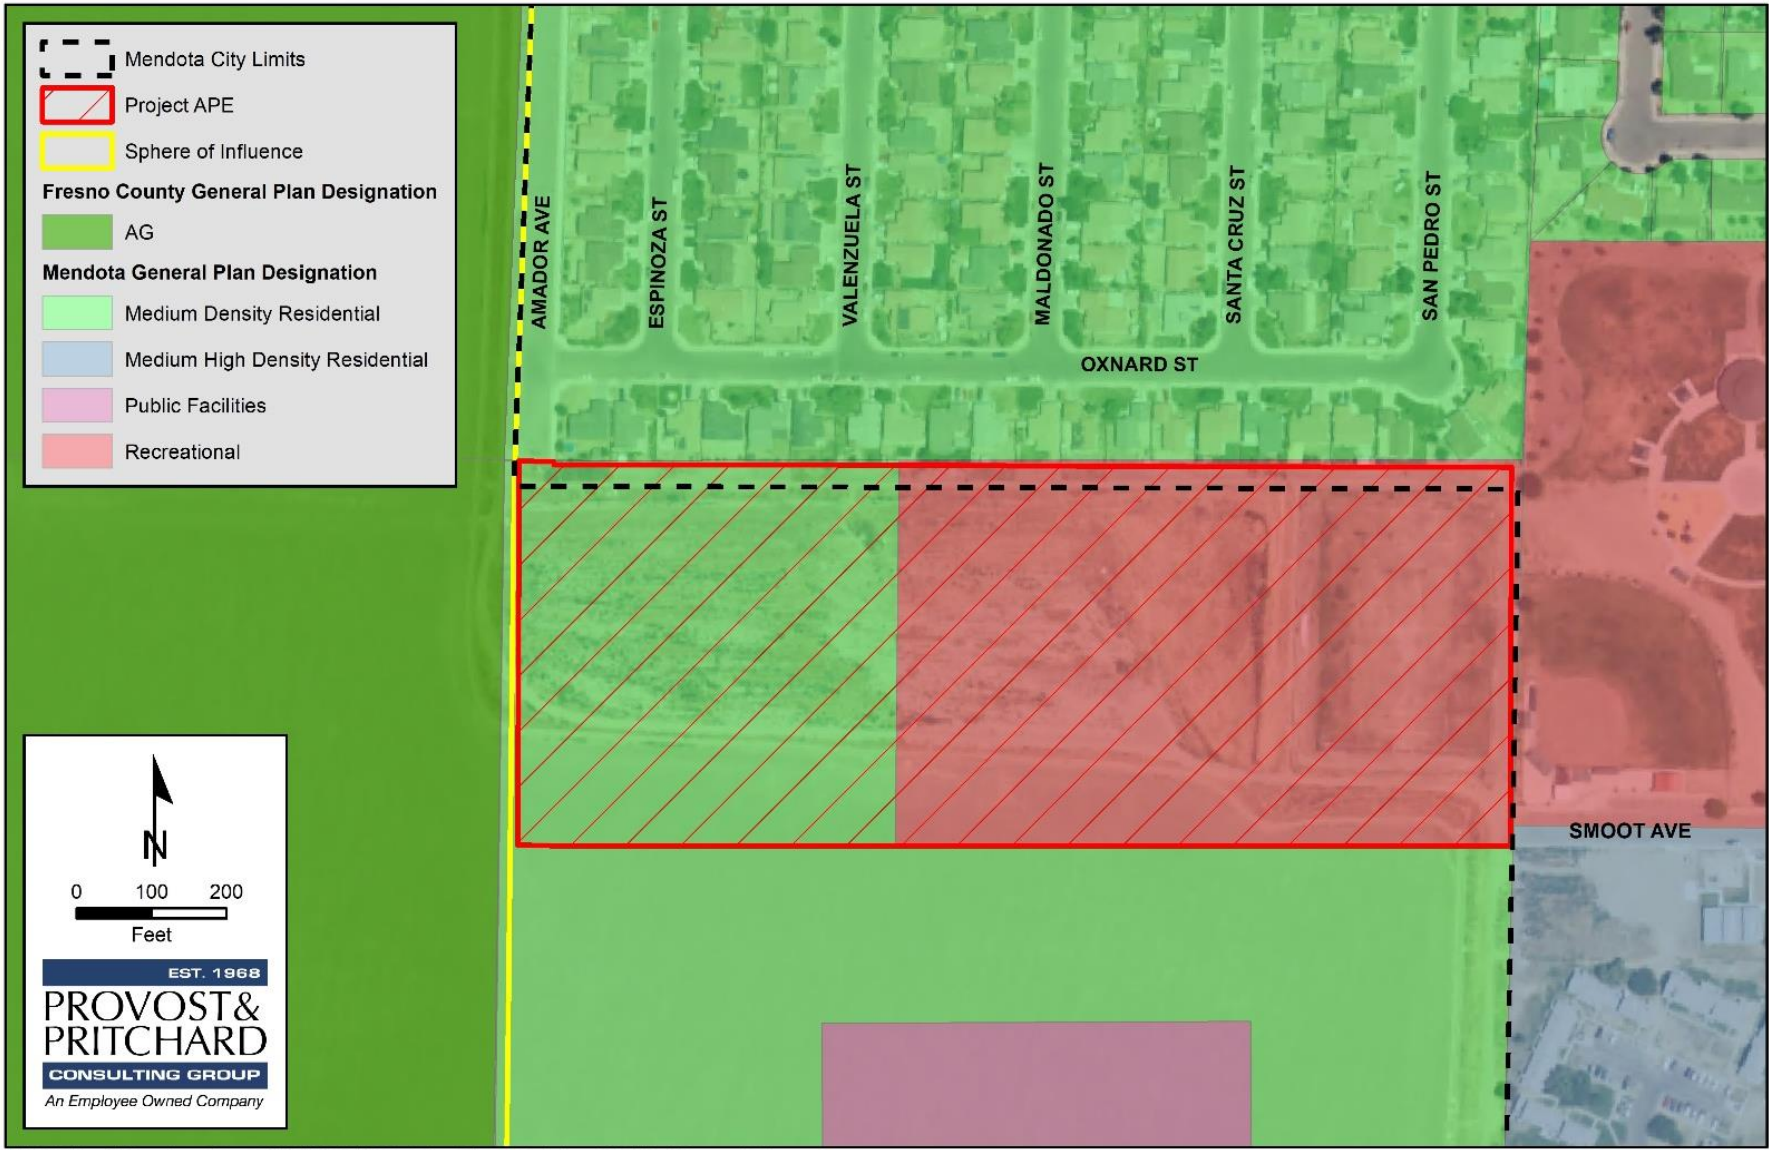 Mendota City Limits
Project APE
Sphere of Influence
Fresno County General Plan Designation
AG
Mendota General Plan Designation
Medium Density Residential
Medium High Density Residential
Public Facilities
Recreational
AMADOR AVE
ESPINOZA ST
VALENZUELA ST
MALDONADO ST
SANTA CRUZ ST
SAN PEDRO ST
OXNARD ST
SMOOT AVE
N
0 100 200
Feet
EST. 1968
PROVOST&
PRITCHARD
CONSULTING GROUP
An Employee Owned Company